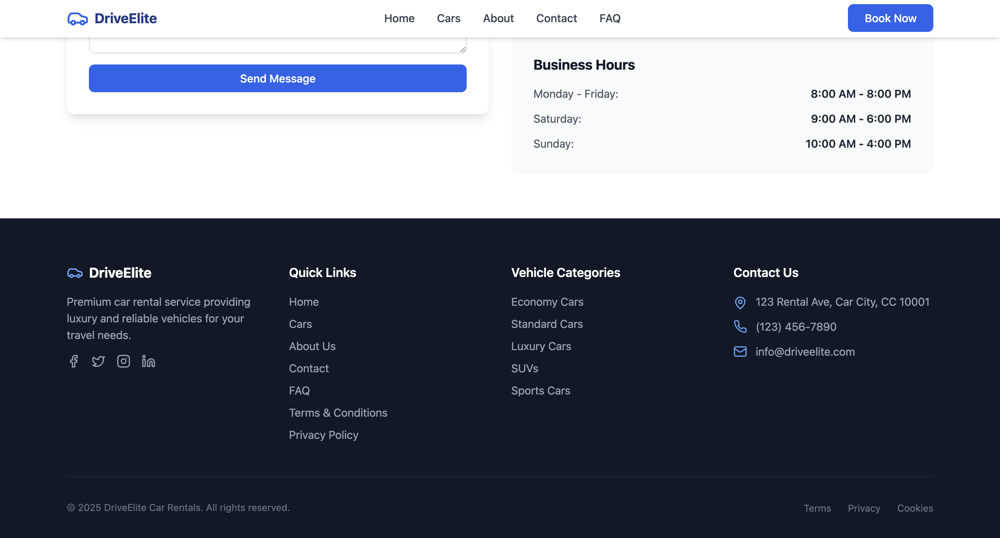 DriveElite
Home Cars About Contact FAQ
Book Now
Send Message
Business Hours
Monday - Friday: 8:00 AM - 8:00 PM
Saturday: 9:00 AM - 6:00 PM
Sunday: 10:00 AM - 4:00 PM
DriveElite
Premium car rental service providing
luxury and reliable vehicles for your
travel needs.
Quick Links
Home
Cars
About Us
Contact
FAQ
Terms & Conditions
Privacy Policy
Vehicle Categories
Economy Cars
Standard Cars
Luxury Cars
SUVs
Sports Cars
Contact Us
123 Rental Ave, Car City, CC 10001
(123) 456-7890
info@driveelite.com
© 2025 DriveElite Car Rentals. All rights reserved.
Terms Privacy Cookies